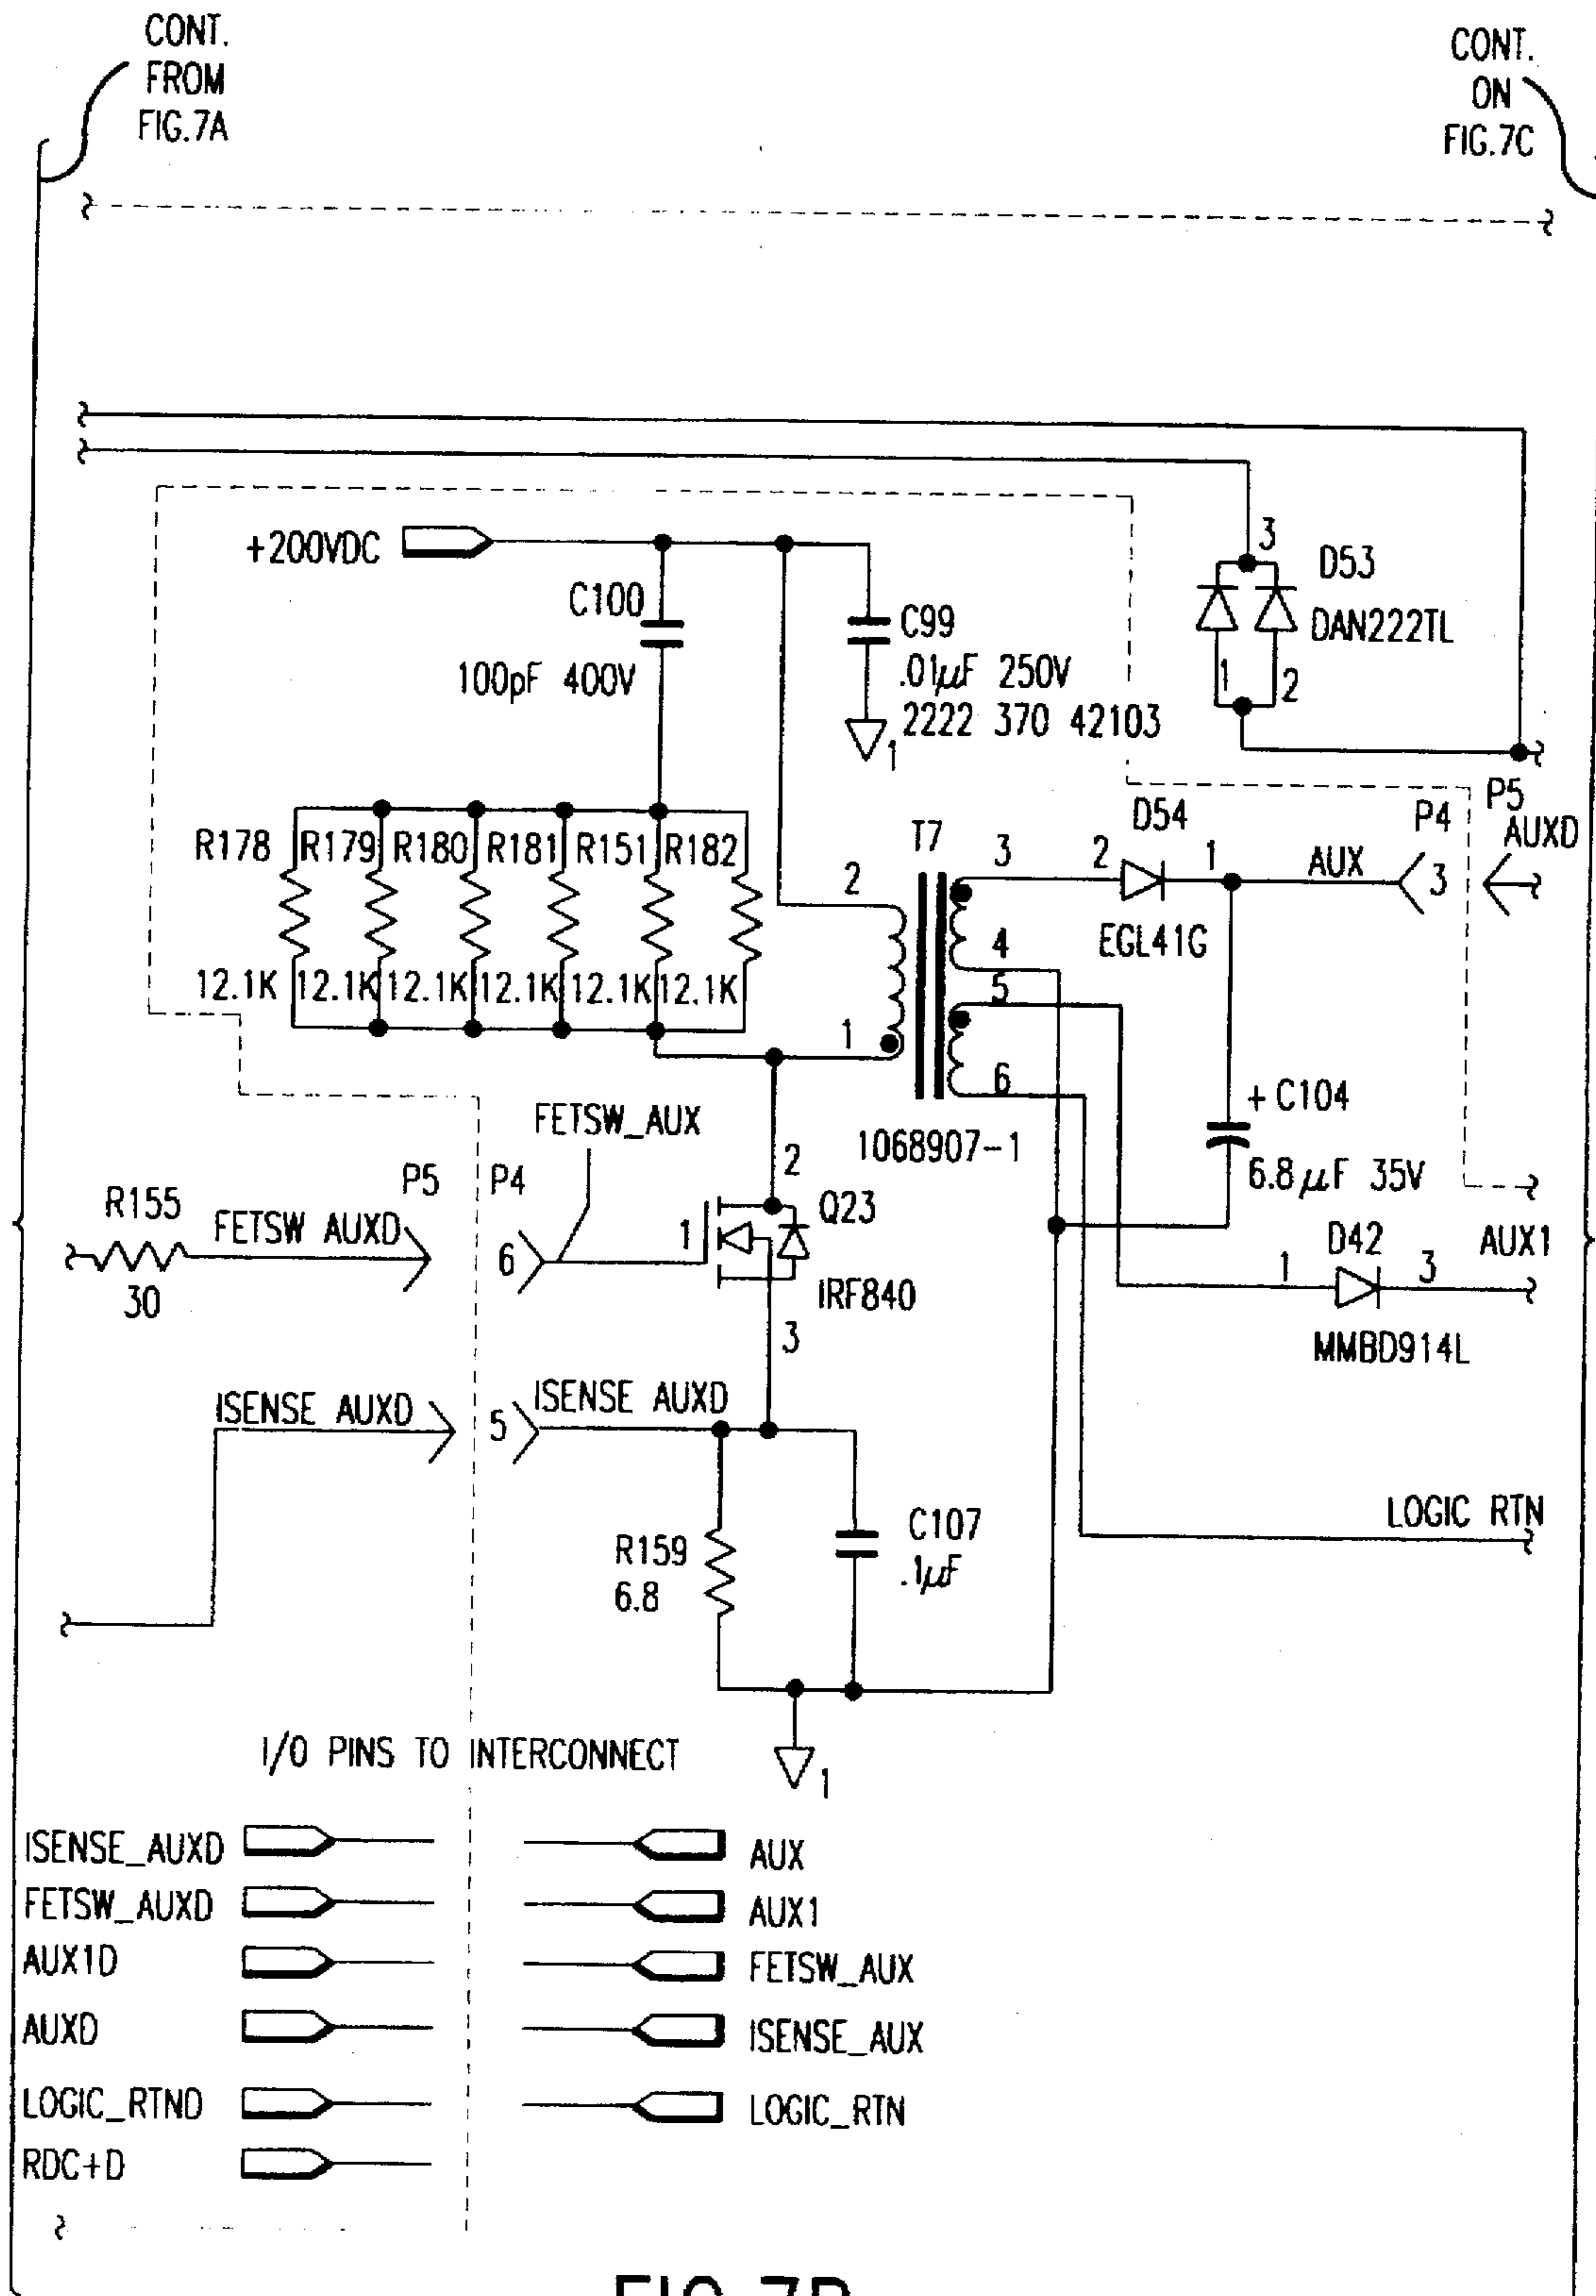 CONT.
FROM
FIG.7A
CONT.
ON
FIG.7C
+200VDC
C100
100pF 400V
C99
.01µF 250V
2222 370 42103
1
3
D53
DAN222TL
1
2
R178 R179 R180 R181 R151 R182
12.1K 12.1K 12.1K 12.1K 12.1K 12.1K
T7
2
1
3
4
5
6
1068907-1
2
D54
1
EGL41G
AUX
P4
3
P5
AUXD
+ C104
6.8µF 35V
1
D42
3
AUX1
MMBD914L
R155
30
FETSW AUXD
P5
P4
6
FETSW_AUX
1
2
Q23
IRF840
3
ISENSE AUXD
5
ISENSE AUXD
R159
6.8
C107
.1µF
LOGIC RTN
1
I/O PINS TO INTERCONNECT
ISENSE_AUXD
AUX
FETSW_AUXD
AUX1
AUX1D
FETSW_AUX
AUXD
ISENSE_AUX
LOGIC_RTND
LOGIC_RTN
RDC+D